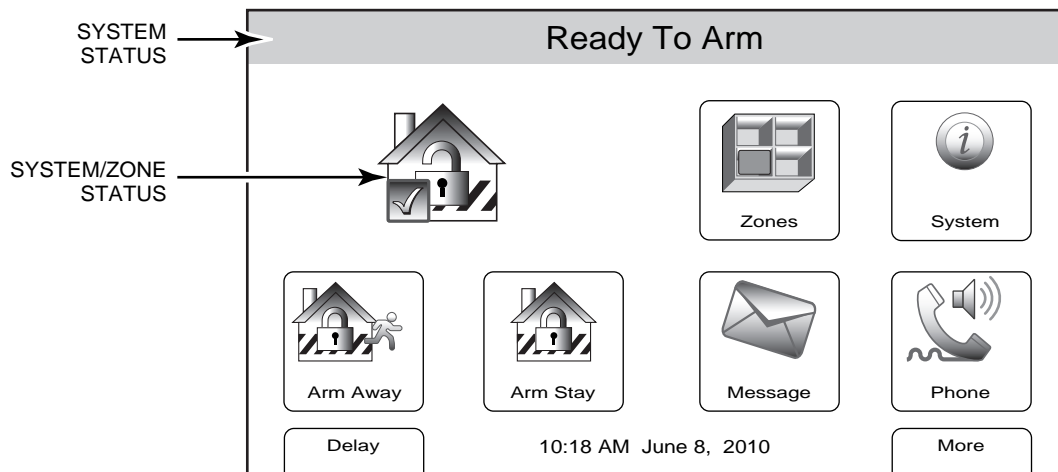 SYSTEM
STATUS
Ready To Arm
SYSTEM/ZONE
STATUS
i
Zones
System
Arm Away
Arm Stay
Message
Phone
Delay
10:18 AM June 8, 2010
More